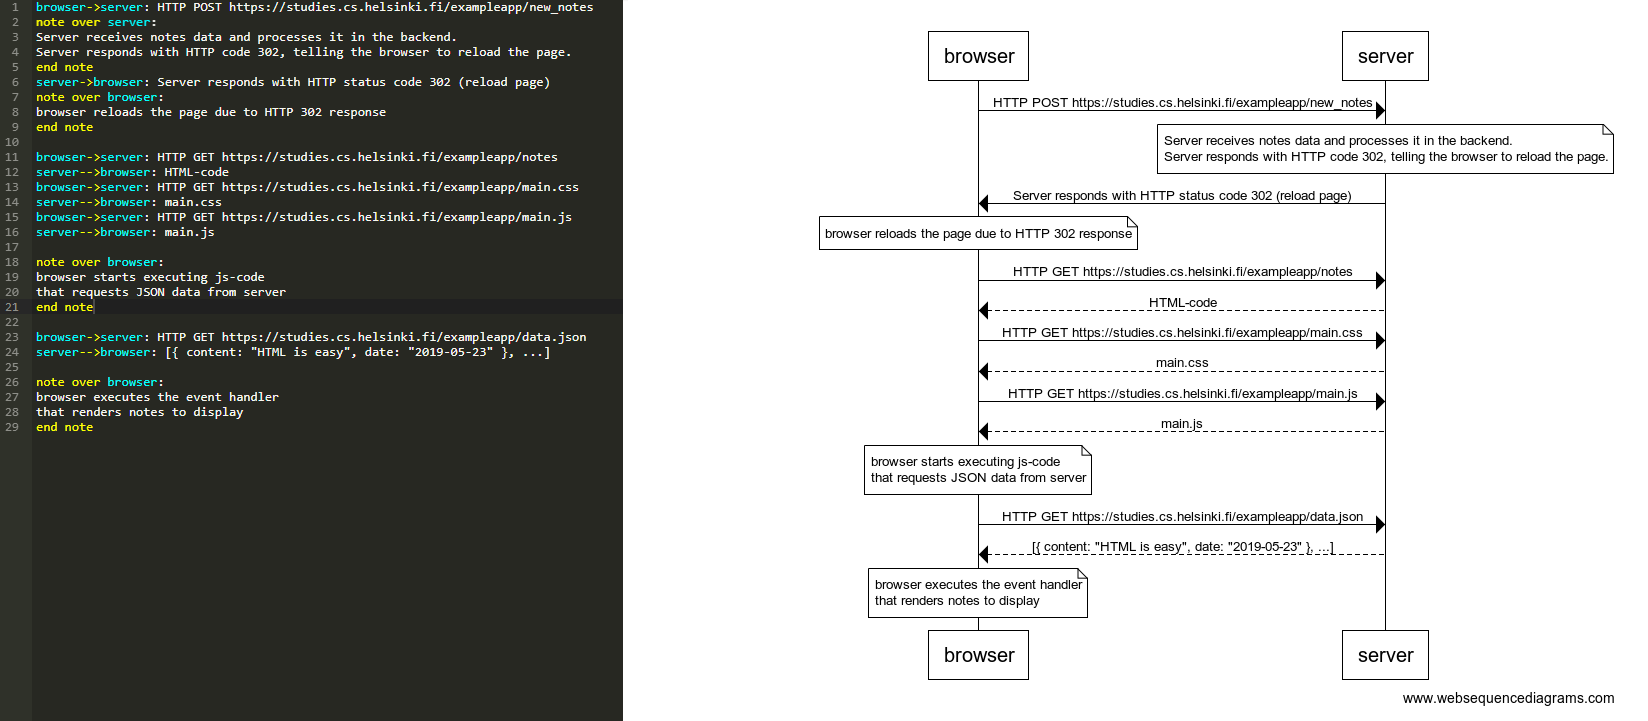 1 browser->server: HTTP POST https://studies.cs.helsinki.fi/exampleapp/new_notes
2 note over server:
3 Server receives notes data and processes it in the backend.
4 Server responds with HTTP code 302, telling the browser to reload the page.
5 end note
6 server->browser: Server responds with HTTP status code 302 (reload page)
7 note over browser:
8 browser reloads the page due to HTTP 302 response
9 end note
10
11 browser->server: HTTP GET https://studies.cs.helsinki.fi/exampleapp/notes
12 server-->browser: HTML-code
13 browser->server: HTTP GET https://studies.cs.helsinki.fi/exampleapp/main.css
14 server-->browser: main.css
15 browser->server: HTTP GET https://studies.cs.helsinki.fi/exampleapp/main.js
16 server-->browser: main.js
17
18 note over browser:
19 browser starts executing js-code
20 that requests JSON data from server
21 end note
22
23 browser->server: HTTP GET https://studies.cs.helsinki.fi/exampleapp/data.json
24 server-->browser: [{ content: "HTML is easy", date: "2019-05-23" }, ...]
25
26 note over browser:
27 browser executes the event handler
28 that renders notes to display
29 end note
browser
server
HTTP POST https://studies.cs.helsinki.fi/exampleapp/new_notes
Server receives notes data and processes it in the backend.
Server responds with HTTP code 302, telling the browser to reload the page.
Server responds with HTTP status code 302 (reload page)
browser reloads the page due to HTTP 302 response
HTTP GET https://studies.cs.helsinki.fi/exampleapp/notes
HTML-code
HTTP GET https://studies.cs.helsinki.fi/exampleapp/main.css
main.css
HTTP GET https://studies.cs.helsinki.fi/exampleapp/main.js
main.js
browser starts executing js-code
that requests JSON data from server
HTTP GET https://studies.cs.helsinki.fi/exampleapp/data.json
[{ content: "HTML is easy", date: "2019-05-23" }, ...]
browser executes the event handler
that renders notes to display
browser
server
www.websequencediagrams.com